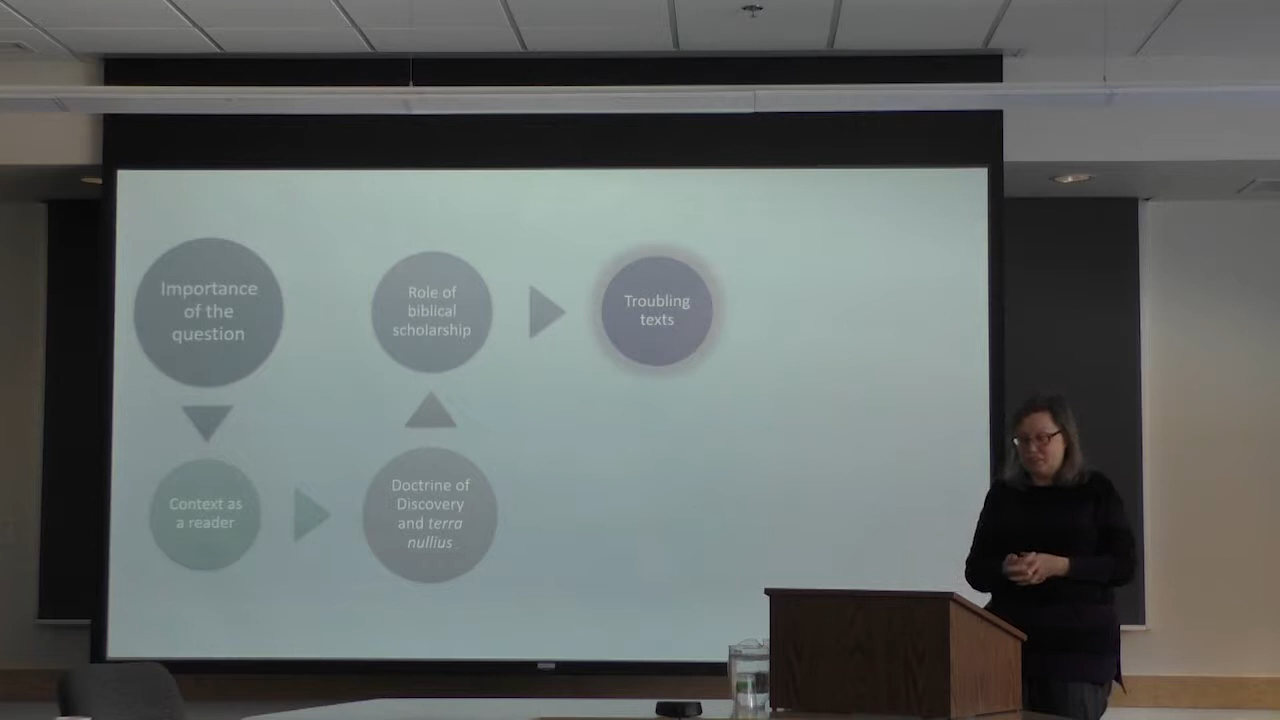 Importance
of the
question
Context as
a reader
Doctrine of
Discovery
and terra
nullius
Role of
biblical
scholarship
Troubling
texts